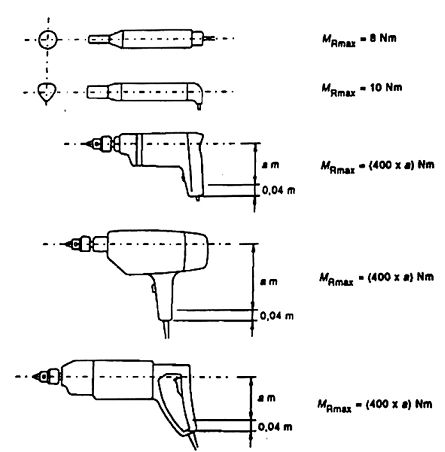 M_Rmax = 8 Nm
M_Rmax = 10 Nm
a m
0,04 m
M_Rmax = (400 x a) Nm
a m
0,04 m
M_Rmax = (400 x a) Nm
a m
0,04 m
M_Rmax = (400 x a) Nm